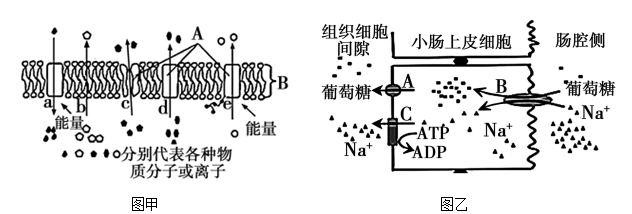 A
B
a
b
c
d
e
能量
能量
分别代表各种物
质分子或离子
图甲
组织细胞
间隙
小肠上皮细胞
肠腔侧
葡萄糖
A
B
葡萄糖
Na⁺
C
ATP
ADP
Na⁺
Na⁺
图乙